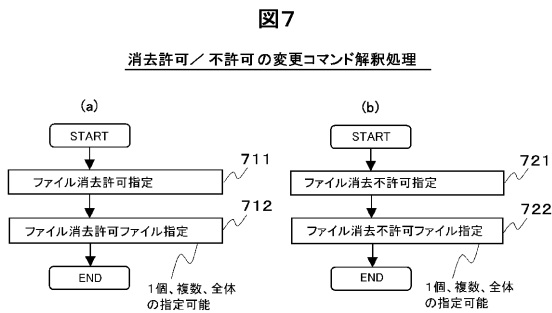 図7
消去許可／不許可の変更コマンド解釈処理
(a)
START
ファイル消去許可指定
711
ファイル消去許可ファイル指定
712
END
1個、複数、全体
の指定可能
(b)
START
ファイル消去不許可指定
721
ファイル消去不許可ファイル指定
722
END
1個、複数、全体
の指定可能